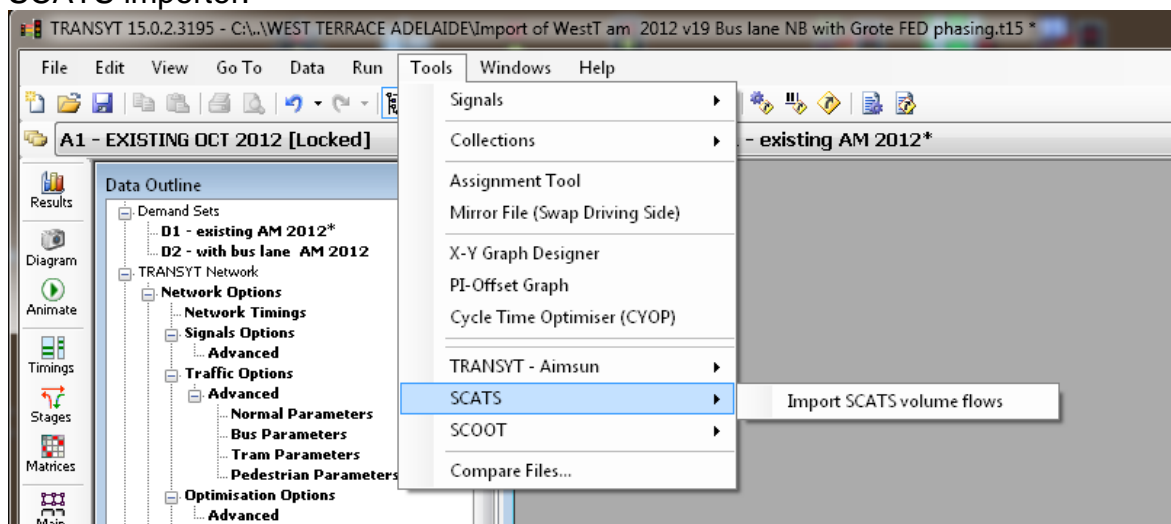 SCATS importer.
TRANSYT 15.0.2.3195 - C:\..\WEST TERRACE ADELAIDE\Import of WestT am 2012 v19 Bus lane NB with Grote FED phasing.t15 *
File Edit View Go To Data Run Tools Windows Help
A1 - EXISTING OCT 2012 [Locked]
- existing AM 2012*
Results
Diagram
Animate
Timings
Stages
Matrices
Main
Data Outline
Demand Sets
D1 - existing AM 2012*
D2 - with bus lane AM 2012
TRANSYT Network
Network Options
Network Timings
Signals Options
Advanced
Traffic Options
Advanced
Normal Parameters
Bus Parameters
Tram Parameters
Pedestrian Parameters
Optimisation Options
Advanced
Signals
Collections
Assignment Tool
Mirror File (Swap Driving Side)
X-Y Graph Designer
PI-Offset Graph
Cycle Time Optimiser (CYOP)
TRANSYT - Aimsun
SCATS
SCOOT
Compare Files...
Import SCATS volume flows